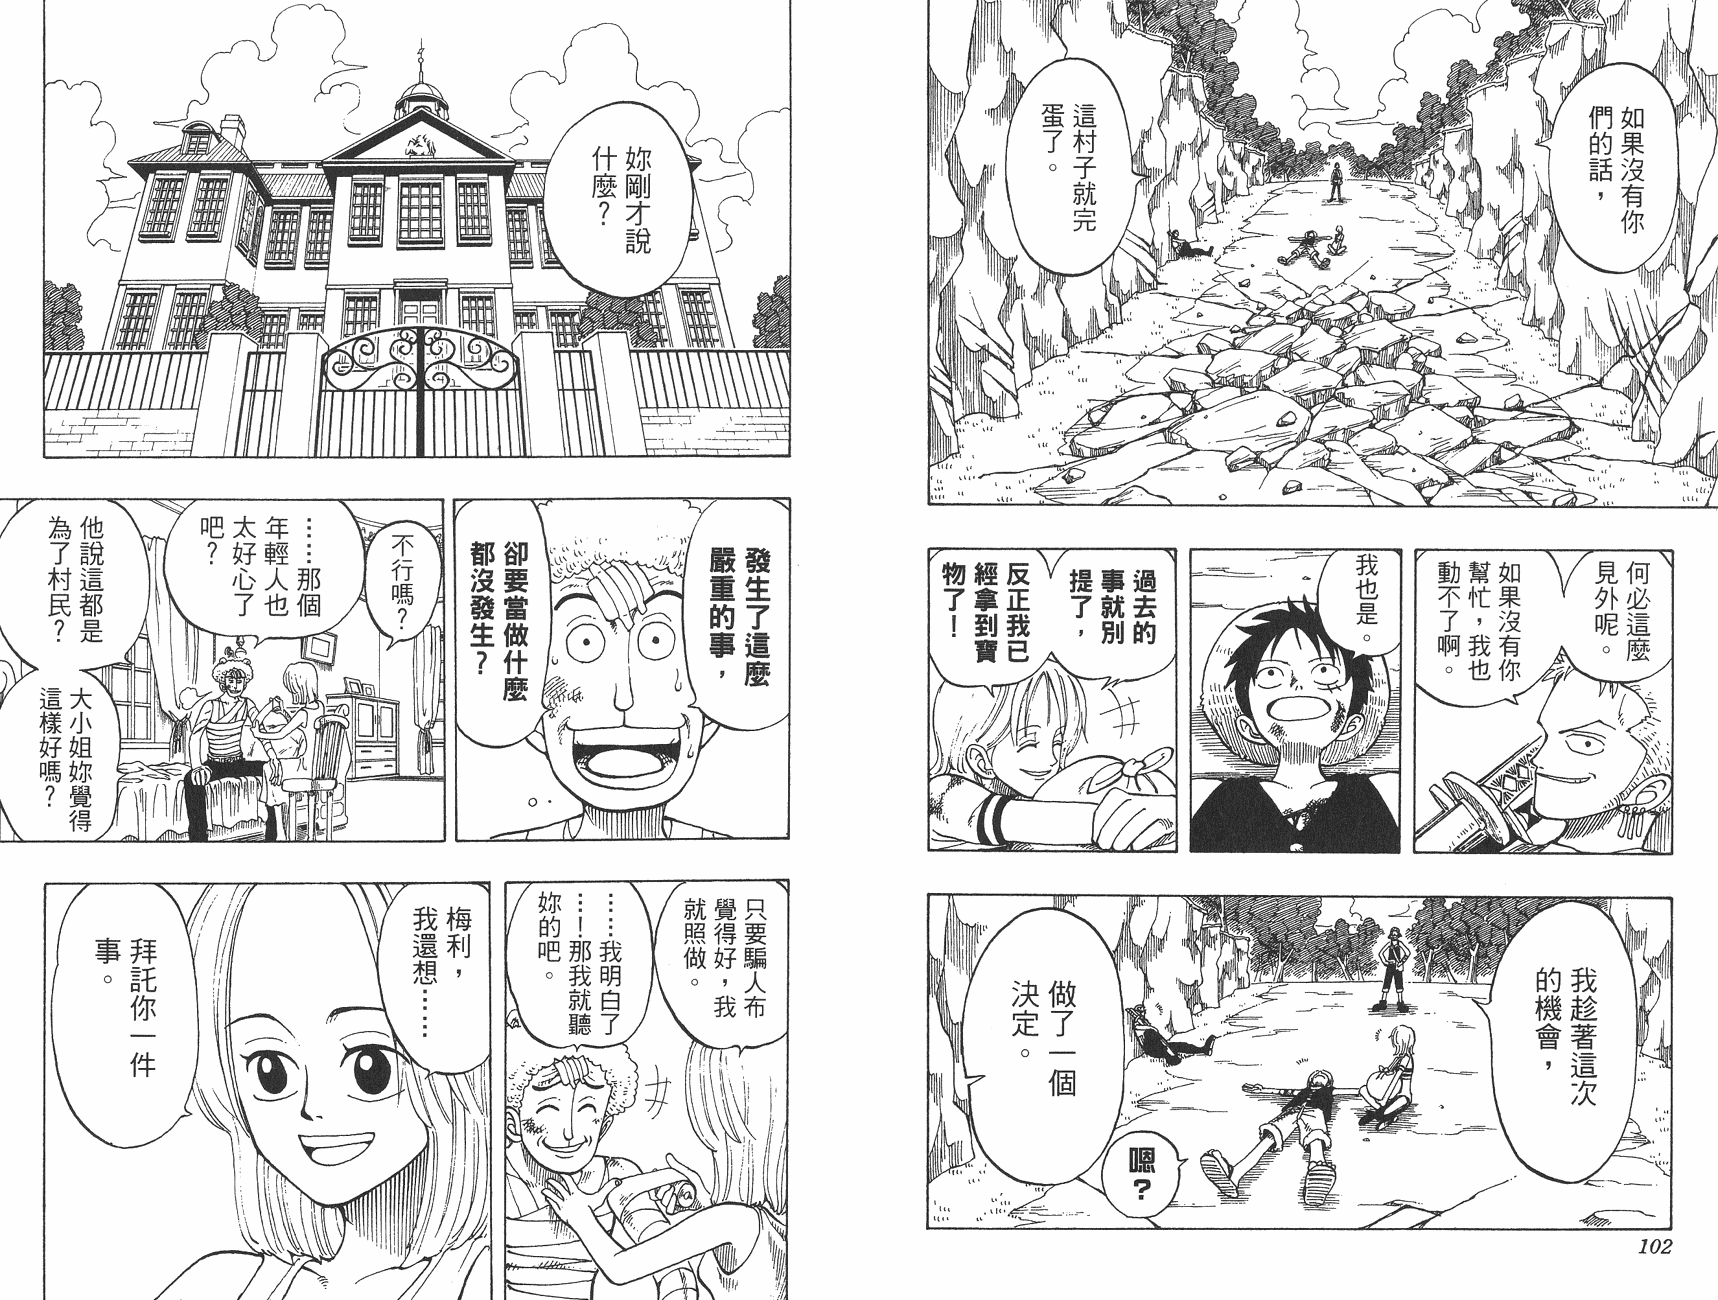 如果沒有你
們的話，
這村子就完
蛋了。
何必這麼
見外呢。
如果沒有你
幫忙，我也
動不了啊。
我也是。
過去的
事就別
提了，
反正我已
經拿到寶
物了！
我趁著這次
的機會，
做了一個
決定。
嗯？
102
妳剛才說
什麼？
發生了這麼
嚴重的事，
卻要當做什麼
都沒發生？
不行嗎？
……那個
年輕人也
太好心了
吧？
他說這都是
為了村民？
大小姐妳覺得
這樣好嗎？
只要騙人布
覺得好，我
就照做。
……我明白了
…！那我就聽
妳的吧。
梅利，
我還想……
拜託你一件
事。